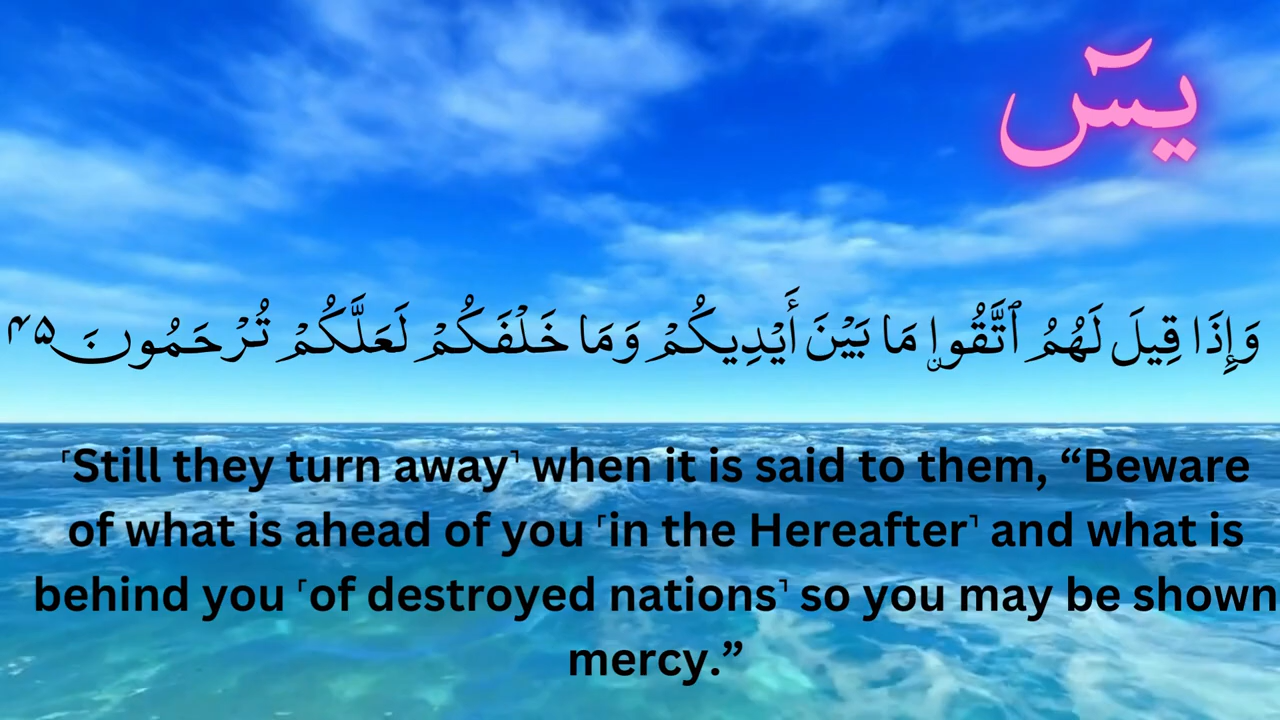 يسٓ
وَإِذَا قِيلَ لَهُمُ ٱتَّقُوا۟ مَا بَيْنَ أَيْدِيكُمْ وَمَا خَلْفَكُمْ لَعَلَّكُمْ تُرْحَمُونَ ۴۵
˹Still they turn away˺ when it is said to them, “Beware
of what is ahead of you ˹in the Hereafter˺ and what is
behind you ˹of destroyed nations˺ so you may be shown
mercy.”